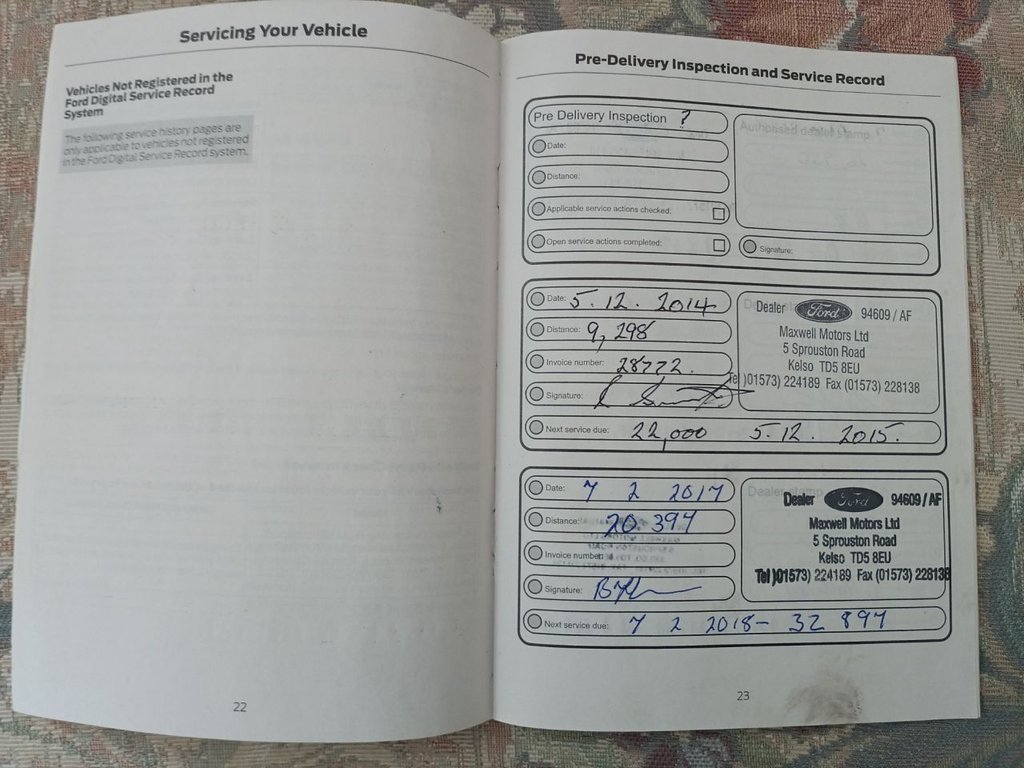 Servicing Your Vehicle
Vehicles Not Registered in the
Ford Digital Service Record
System
The following service history pages are
only applicable to vehicles not registered
in the Ford Digital Service Record system.
22
Pre-Delivery Inspection and Service Record
Pre Delivery Inspection ?
Date:
Distance:
Applicable service actions checked:
Open service actions completed:
Authorised dealer stamp
Signature:
Date: 5.12.2014
Distance: 9,298
Invoice number: 28772.
Signature:
Next service due: 22,000 5.12.2015.
Dealer Ford 94609 / AF
Maxwell Motors Ltd
5 Sprouston Road
Kelso TD5 8EU
Tel )01573) 224189 Fax (01573) 228138
Date: 7 2 2017
Distance: 20 397
Invoice number:
Signature:
Next service due: 7 2 2018- 32 897
Dealer stamp
Dealer Ford 94609 / AF
Maxwell Motors Ltd
5 Sprouston Road
Kelso TD5 8EU
Tel )01573) 224189 Fax (01573) 228138
23